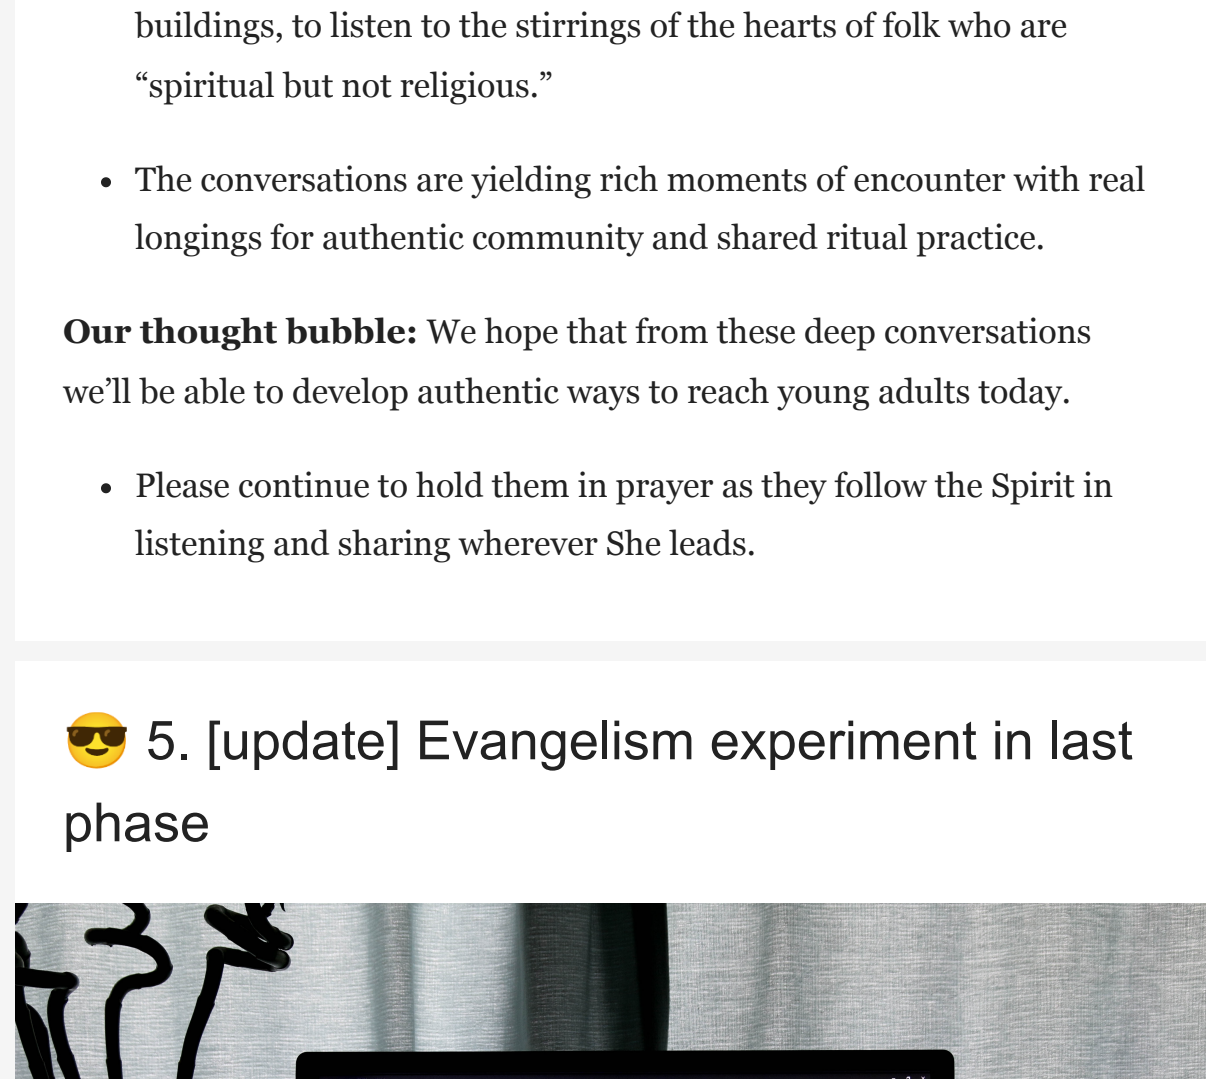 buildings, to listen to the stirrings of the hearts of folk who are
“spiritual but not religious.”
• The conversations are yielding rich moments of encounter with real
longings for authentic community and shared ritual practice.
Our thought bubble: We hope that from these deep conversations
we’ll be able to develop authentic ways to reach young adults today.
• Please continue to hold them in prayer as they follow the Spirit in
listening and sharing wherever She leads.
😎 5. [update] Evangelism experiment in last
phase